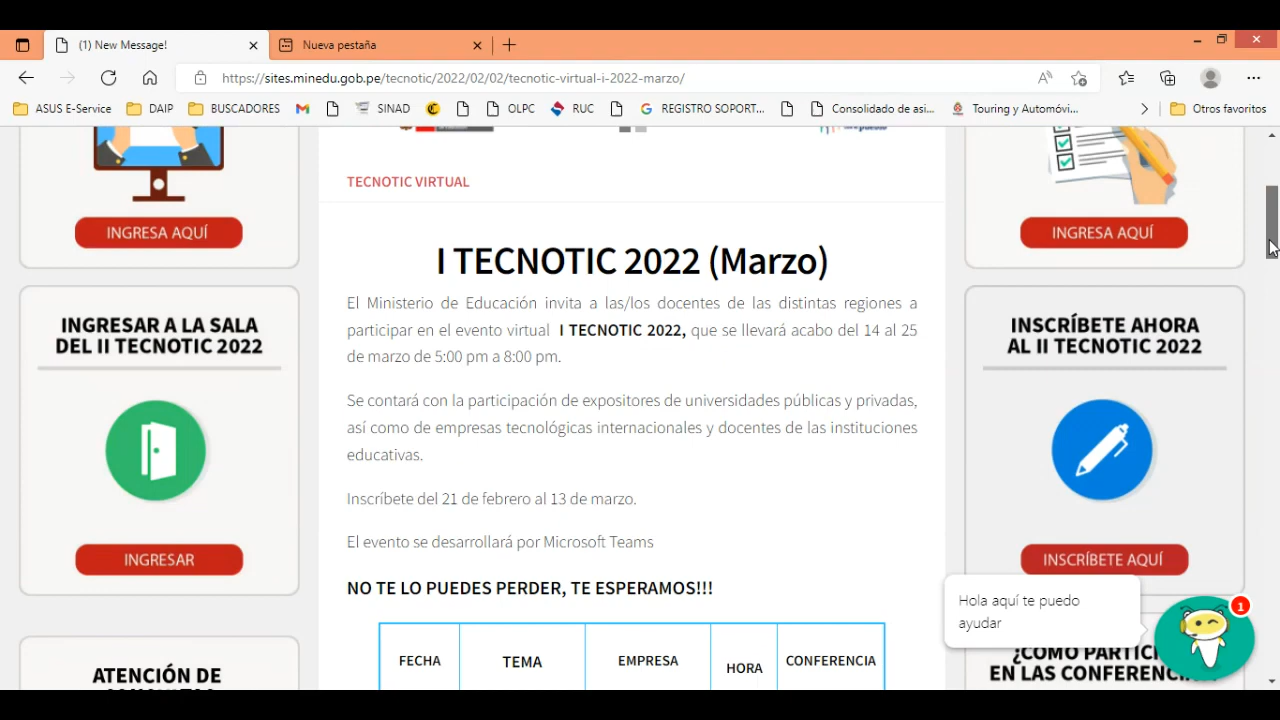 (1) New Message!
Nueva pestaña
https://sites.minedu.gob.pe/tecnotic/2022/02/02/tecnotic-virtual-i-2022-marzo/
ASUS E-Service
DAIP
BUSCADORES
SINAD
OLPC
RUC
REGISTRO SOPORT...
Consolidado de asi...
Touring y Automóvi...
Otros favoritos
INGRESA AQUÍ
INGRESAR A LA SALA
DEL II TECNOTIC 2022
INGRESAR
ATENCIÓN DE
TECNOTIC VIRTUAL
I TECNOTIC 2022 (Marzo)
El Ministerio de Educación invita a las/los docentes de las distintas regiones a
participar en el evento virtual I TECNOTIC 2022, que se llevará acabo del 14 al 25
de marzo de 5:00 pm a 8:00 pm.
Se contará con la participación de expositores de universidades públicas y privadas,
así como de empresas tecnológicas internacionales y docentes de las instituciones
educativas.
Inscríbete del 21 de febrero al 13 de marzo.
El evento se desarrollará por Microsoft Teams
NO TE LO PUEDES PERDER, TE ESPERAMOS!!!
FECHA
TEMA
EMPRESA
HORA
CONFERENCIA
INGRESA AQUÍ
INSCRÍBETE AHORA
AL II TECNOTIC 2022
INSCRÍBETE AQUÍ
Hola aquí te puedo
ayudar
1
EN LAS